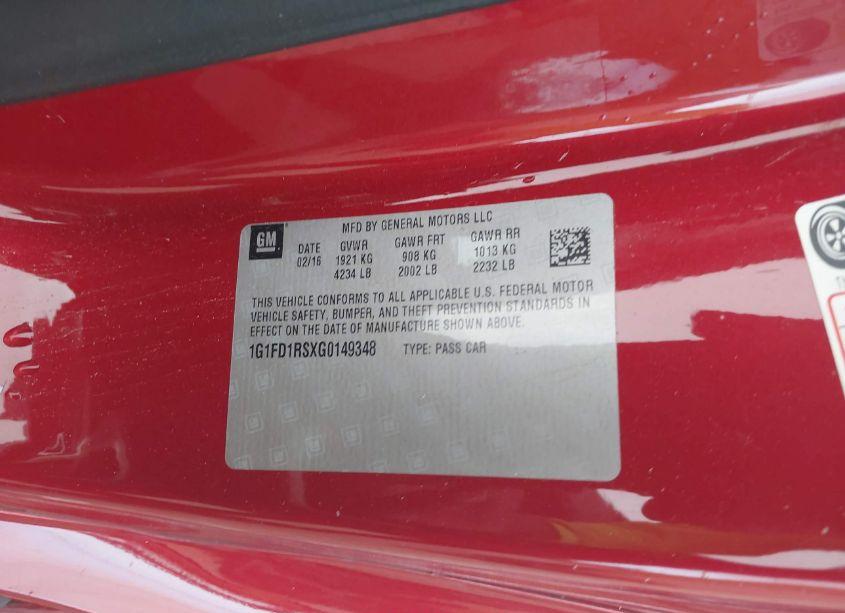 GM
MFD BY GENERAL MOTORS LLC
DATE GVWR GAWR FRT GAWR RR
02/16 1921 KG 908 KG 1013 KG
4234 LB 2002 LB 2232 LB
THIS VEHICLE CONFORMS TO ALL APPLICABLE U.S. FEDERAL MOTOR
VEHICLE SAFETY, BUMPER, AND THEFT PREVENTION STANDARDS IN
EFFECT ON THE DATE OF MANUFACTURE SHOWN ABOVE.
1G1FD1RSXG0149348 TYPE: PASS CAR